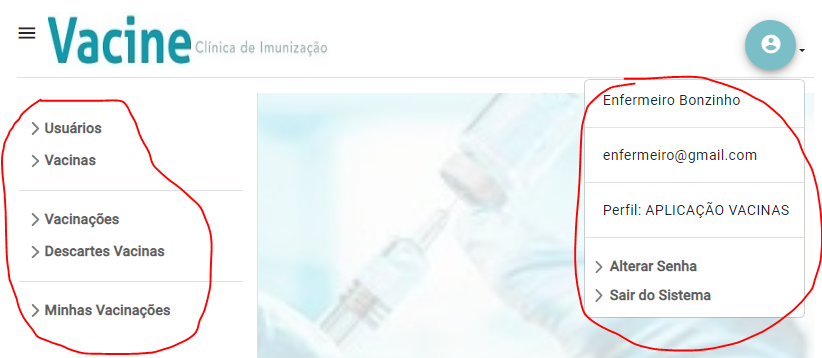 Vacine Clínica de Imunização
Usuários
Vacinas
Vacinações
Descartes Vacinas
Minhas Vacinações
Enfermeiro Bonzinho
enfermeiro@gmail.com
Perfil: APLICAÇÃO VACINAS
Alterar Senha
Sair do Sistema